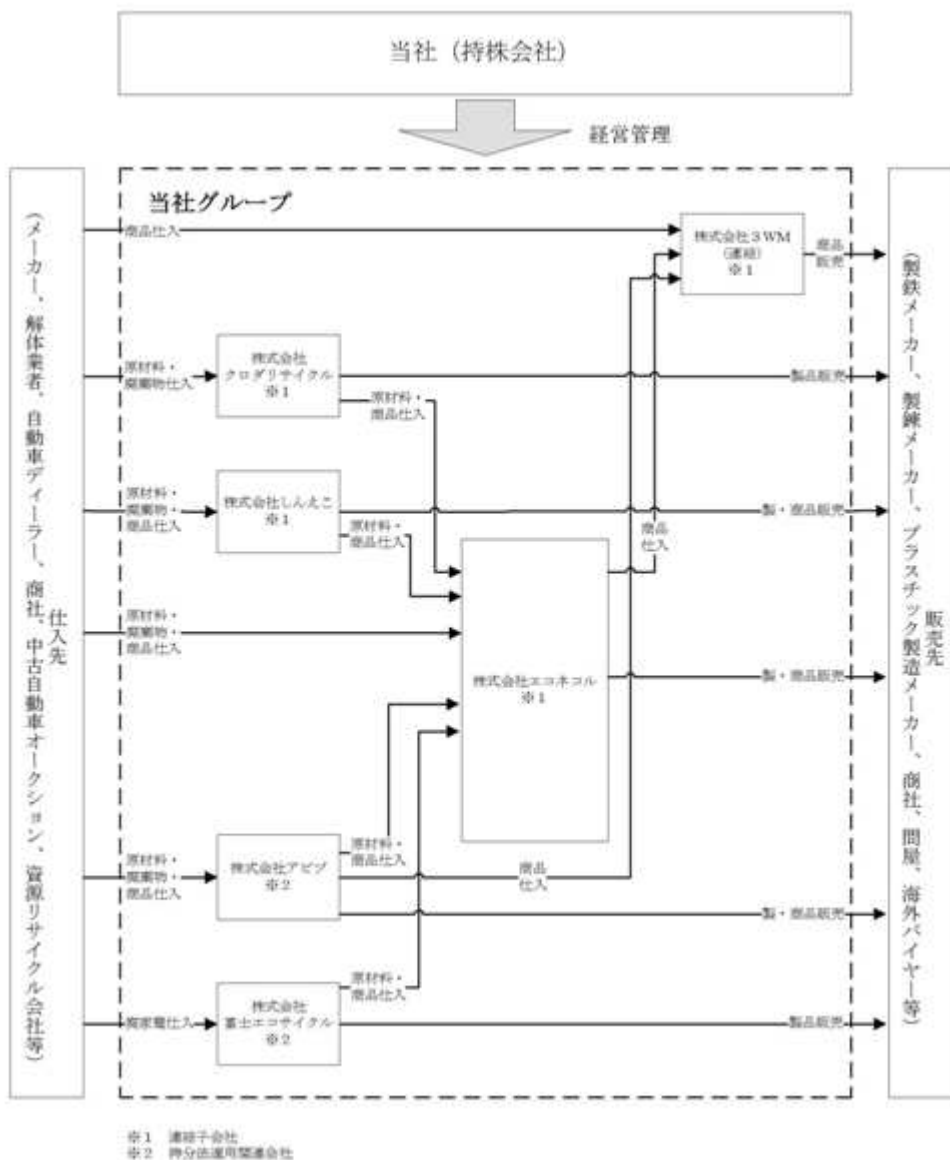 当社（持株会社）
経営管理
当社グループ
仕入先
（メーカー、解体業者、自動車ディーラー、商社、中古自動車オークション、資源リサイクル会社等）
商品仕入
株式会社３WM
(連結)
※１
商品
販売
原材料・
廃棄物仕入
株式会社
クロダリサイクル
※１
原材料・
商品仕入
製品販売
原材料・
廃棄物・
商品仕入
株式会社しんえこ
※１
原材料・
商品仕入
製・商品販売
商品
仕入
原材料・
廃棄物・
商品仕入
株式会社エコネコル
※１
製・商品販売
原材料・
廃棄物・
商品仕入
株式会社アビヅ
※２
原材料・
商品仕入
商品
仕入
製・商品販売
廃家電仕入
株式会社
富士エコサイクル
※２
原材料・
商品仕入
製品販売
販売先
（製鉄メーカー、製錬メーカー、プラスチック製造メーカー、商社、問屋、海外バイヤー等）
※１　連結子会社
※２　持分法適用関連会社